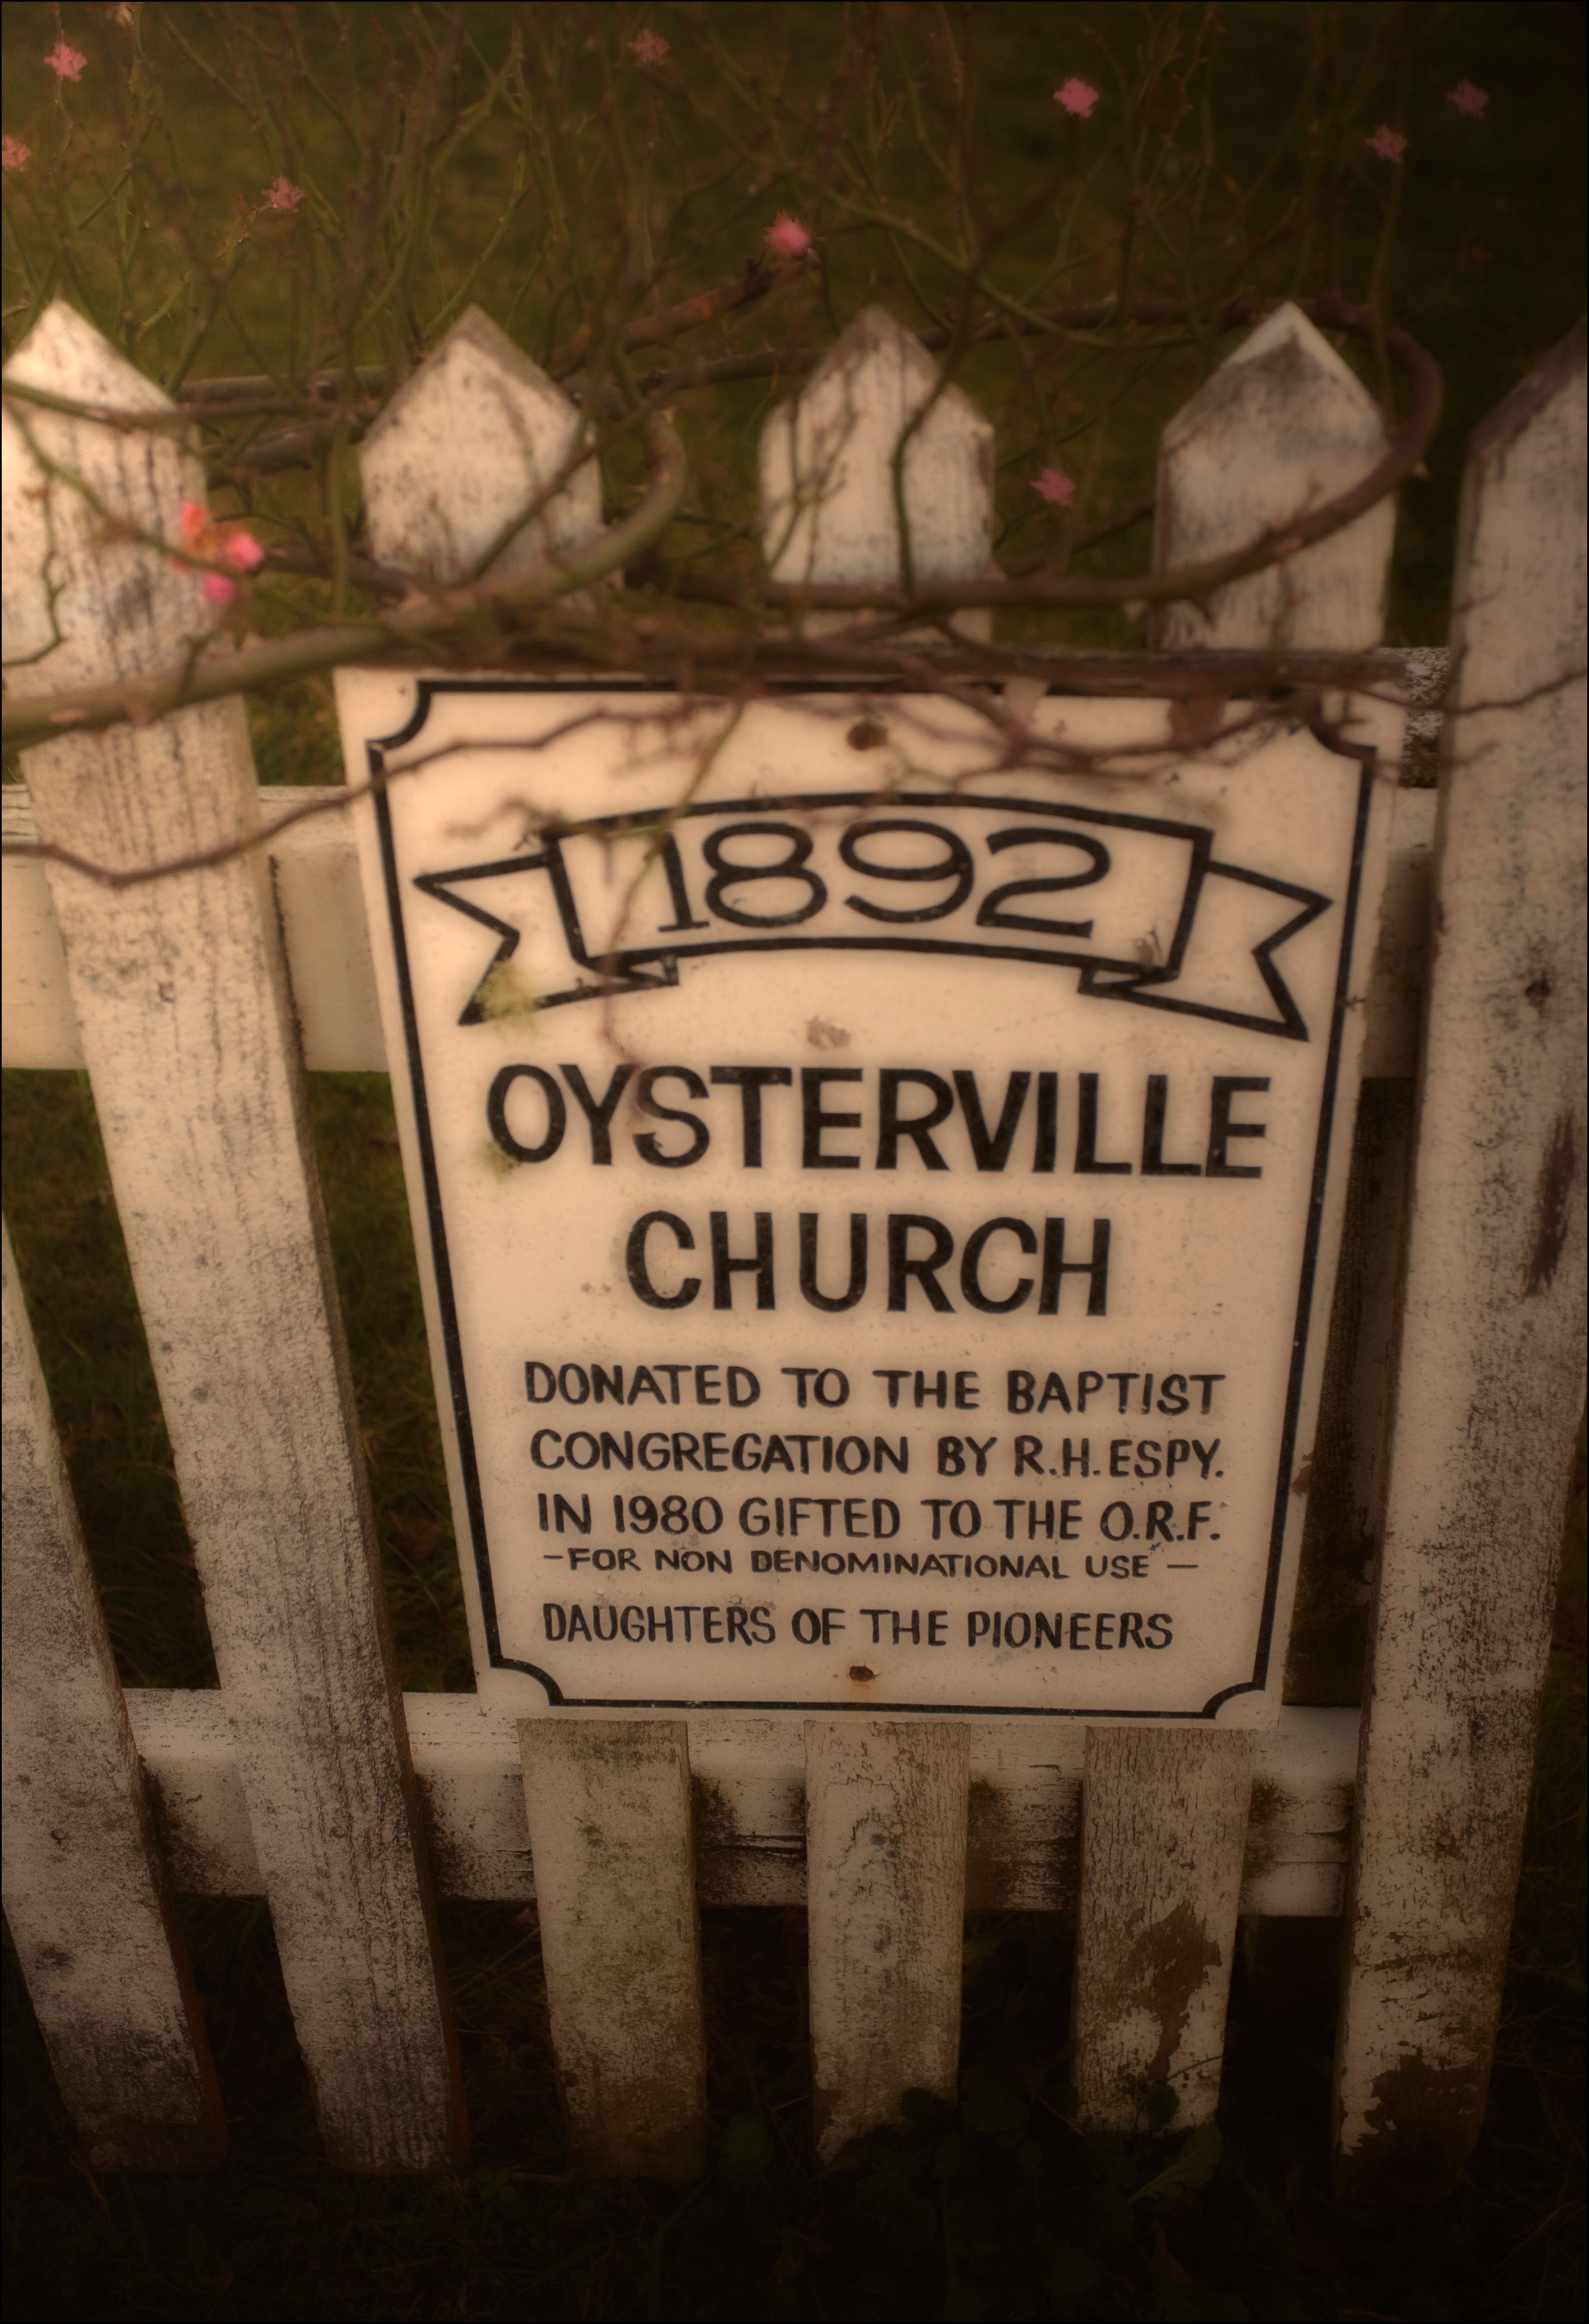 1892
OYSTERVILLE
CHURCH
DONATED TO THE BAPTIST
CONGREGATION BY R.H. ESPY.
IN 1980 GIFTED TO THE O.R.F.
-FOR NON DENOMINATIONAL USE -
DAUGHTERS OF THE PIONEERS